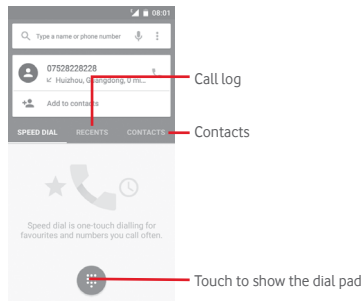 08:01
Type a name or phone number
07528228228
Huizhou, Guangdong, 0 mi...
Call log
Add to contacts
SPEED DIAL RECENTS CONTACTS
Contacts
Speed dial is one-touch dialling for
favourites and numbers you call often.
Touch to show the dial pad